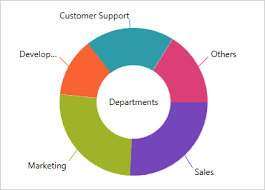 Customer Support
Develop...
Others
Departments
Marketing
Sales